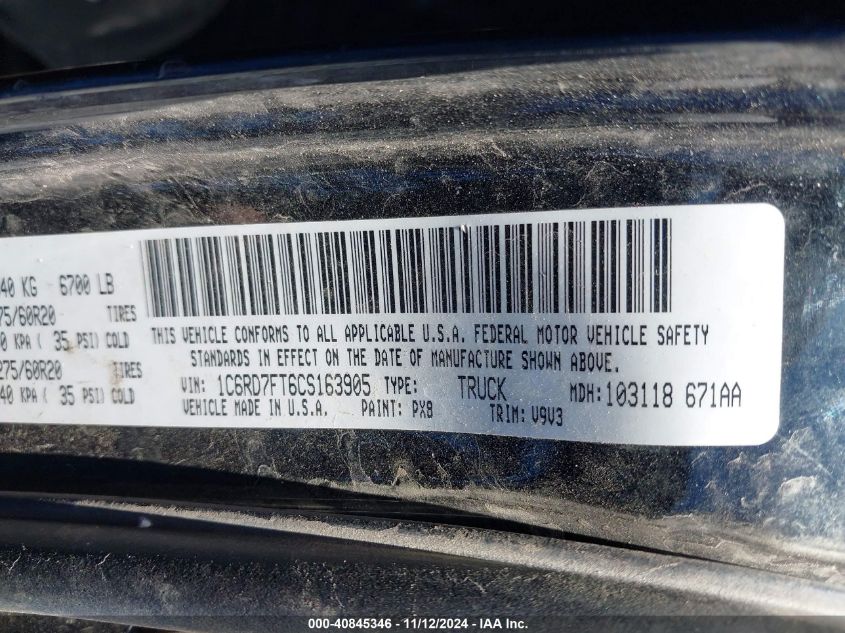 40 KG 6700 LB
75/60R20 TIRES
0 KPA ( 35 PSI) COLD
275/60R20 TIRES
40 KPA ( 35 PSI) COLD
THIS VEHICLE CONFORMS TO ALL APPLICABLE U.S.A. FEDERAL MOTOR VEHICLE SAFETY
STANDARDS IN EFFECT ON THE DATE OF MANUFACTURE SHOWN ABOVE.
VIN: 1C6RD7FT6CS163905 TYPE: TRUCK MDH:103118 671AA
VEHICLE MADE IN U.S.A. PAINT: PX8 TRIM: V9V3
000-40845346 - 11/12/2024 - IAA Inc.